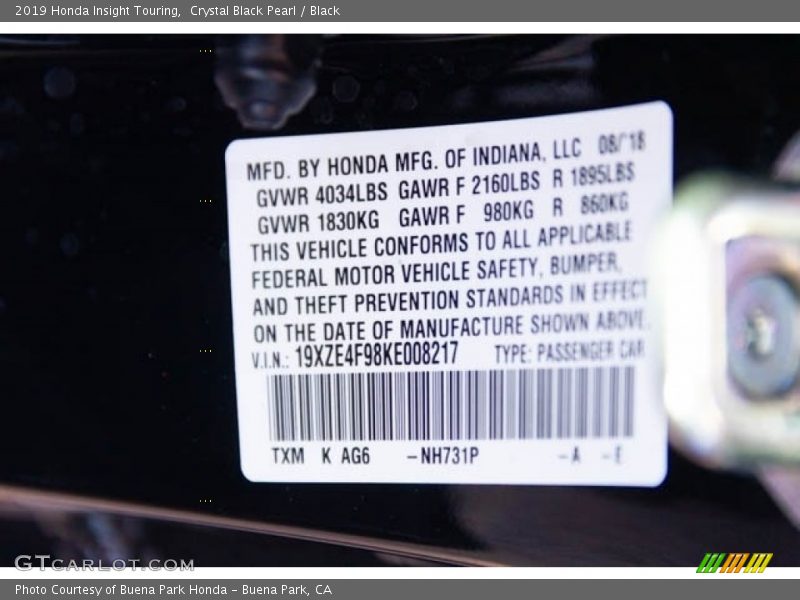 2019 Honda Insight Touring,  Crystal Black Pearl / Black
MFD. BY HONDA MFG. OF INDIANA, LLC 08/'18
GVWR 4034LBS GAWR F 2160LBS R 1895LBS
GVWR 1830KG GAWR F 980KG R 860KG
THIS VEHICLE CONFORMS TO ALL APPLICABLE
FEDERAL MOTOR VEHICLE SAFETY, BUMPER,
AND THEFT PREVENTION STANDARDS IN EFFECT
ON THE DATE OF MANUFACTURE SHOWN ABOVE.
V.I.N.: 19XZE4F98KE008217 TYPE: PASSENGER CAR
TXM K AG6 -NH731P -A -E
GTCARLOT.COM
Photo Courtesy of Buena Park Honda - Buena Park, CA